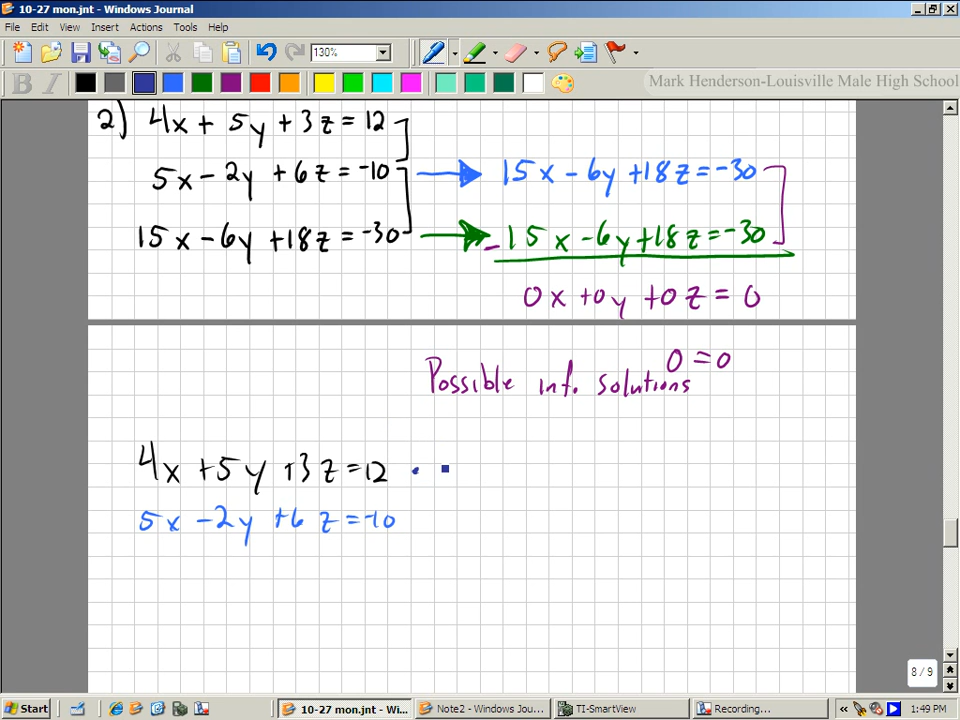 10-27 mon.jnt - Windows Journal
File Edit View Insert Actions Tools Help
130%
B I
Mark Henderson-Louisville Male High School
2) 4x + 5y + 3z = 12
5x - 2y + 6z = -10
15x - 6y + 18z = -30
15x - 6y + 18z = -30
- 15x - 6y + 18z = -30
0x + 0y + 0z = 0
0 = 0
Possible inf. solutions
4x + 5y + 3z = 12
5x - 2y + 6z = -10
8 / 9
Start
10-27 mon.jnt - Wi...
Note2 - Windows Jou...
TI-SmartView
Recording...
«
1:49 PM